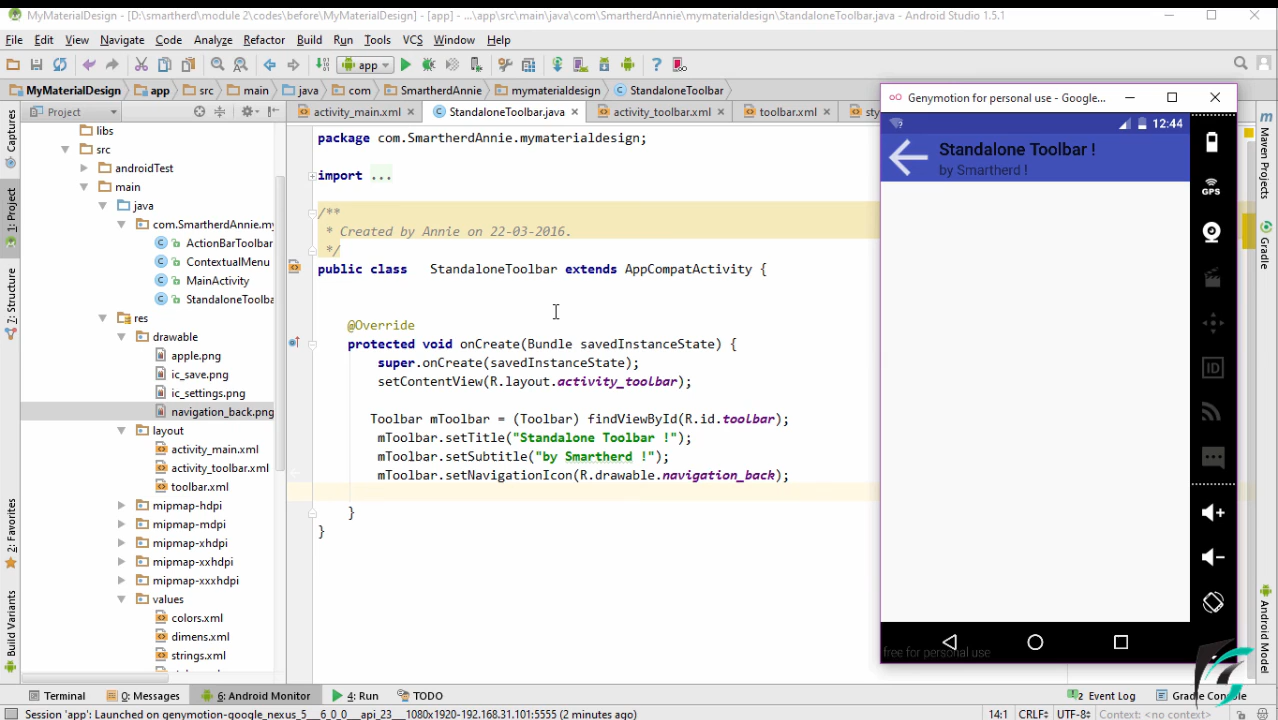 MyMaterialDesign - [D:\smartherd\module 2\codes\before\MyMaterialDesign] - [app] - ...\app\src\main\java\com\SmartherdAnnie\mymaterialdesign\StandaloneToolbar.java - Android Studio 1.5.1
File Edit View Navigate Code Analyze Refactor Build Run Tools VCS Window Help
app
MyMaterialDesign app src main java com SmartherdAnnie mymaterialdesign StandaloneToolbar
Project
activity_main.xml StandaloneToolbar.java activity_toolbar.xml toolbar.xml
Captures
1: Project
7: Structure
2: Favorites
Build Variants
libs
src
androidTest
main
java
com.SmartherdAnnie.my
ActionBarToolbar
ContextualMenu
MainActivity
StandaloneToolba
res
drawable
apple.png
ic_save.png
ic_settings.png
navigation_back.png
layout
activity_main.xml
activity_toolbar.xml
toolbar.xml
mipmap-hdpi
mipmap-mdpi
mipmap-xhdpi
mipmap-xxhdpi
mipmap-xxxhdpi
values
colors.xml
dimens.xml
strings.xml
package com.SmartherdAnnie.mymaterialdesign;
import ...
/**
* Created by Annie on 22-03-2016.
*/
public class StandaloneToolbar extends AppCompatActivity {
@Override
protected void onCreate(Bundle savedInstanceState) {
super.onCreate(savedInstanceState);
setContentView(R.layout.activity_toolbar);
Toolbar mToolbar = (Toolbar) findViewById(R.id.toolbar);
mToolbar.setTitle("Standalone Toolbar !");
mToolbar.setSubtitle("by Smartherd !");
mToolbar.setNavigationIcon(R.drawable.navigation_back);
}
}
Genymotion for personal use - Google...
12:44
Standalone Toolbar !
by Smartherd !
GPS
ID
free for personal use
Maven Projects
Gradle
Android Model
Terminal 0: Messages 6: Android Monitor 4: Run TODO Event Log Gradle Console
Session 'app': Launched on genymotion-google_nexus_5___6_0_0___api_23___1080x1920-192.168.31.101:5555 (2 minutes ago) 14:1 CRLF UTF-8 Context: <no context>